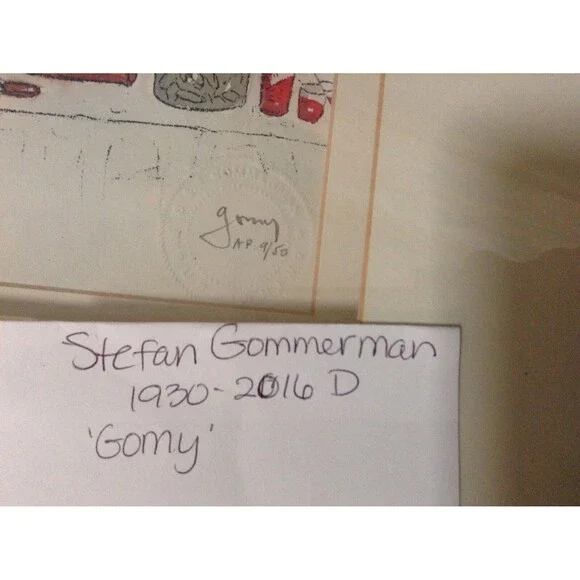 gomy
AP. 9/50
Stefan Gommerman
1930-2016 D
'Gomy'